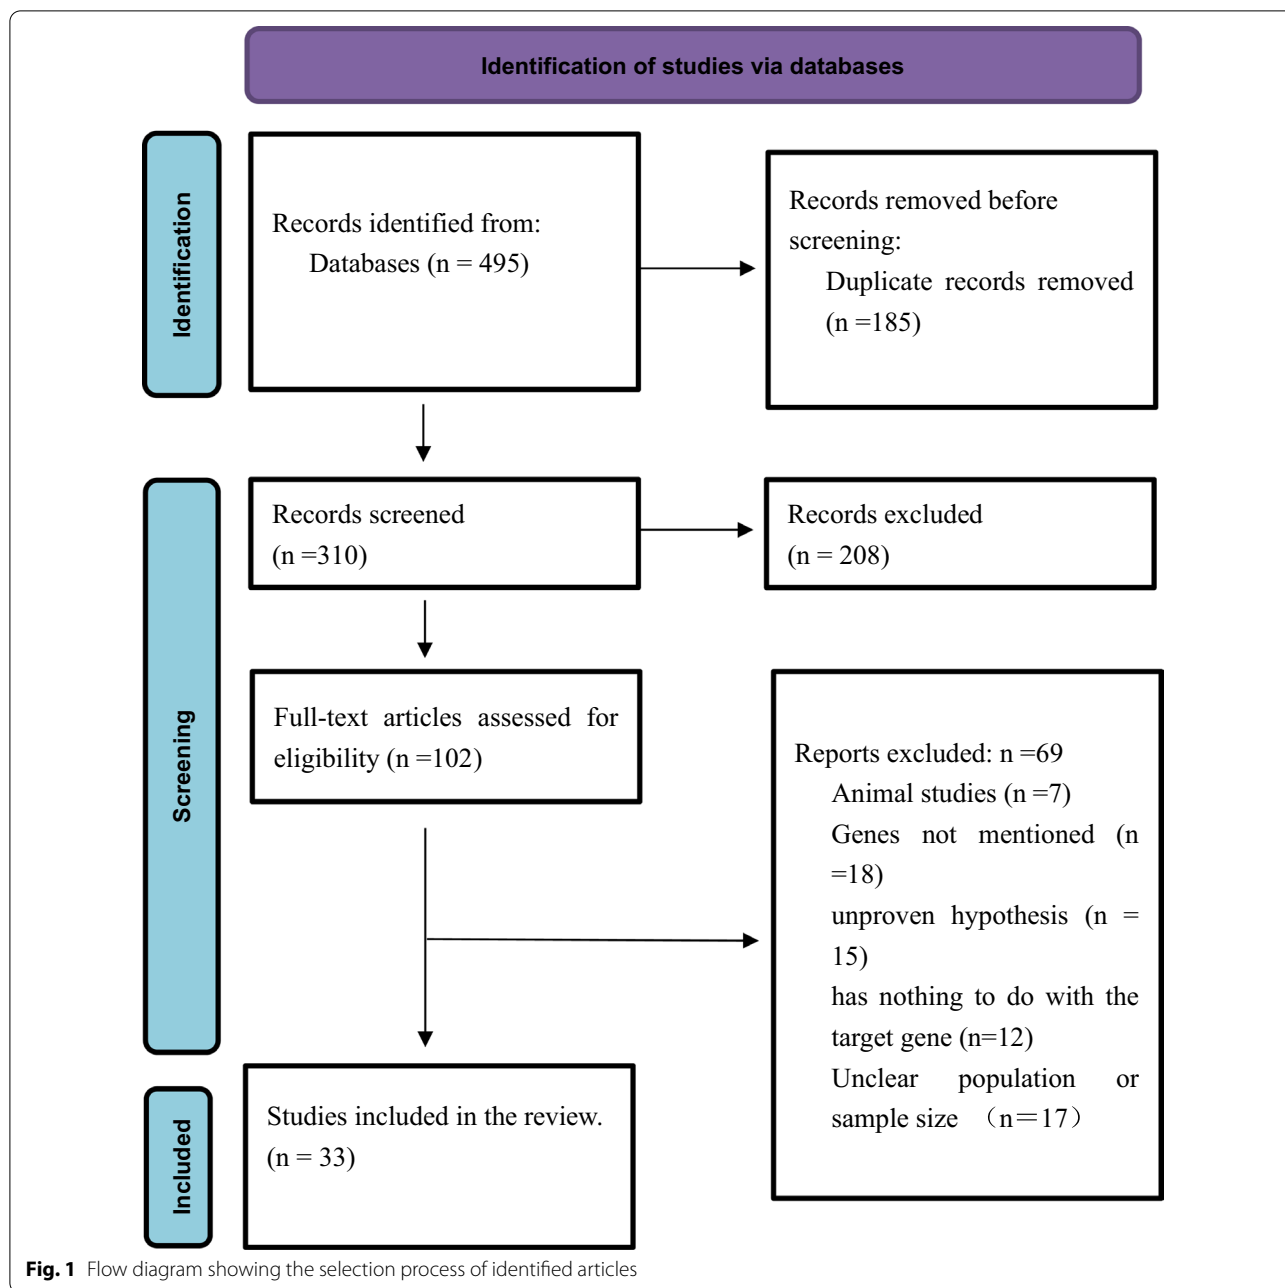 Identification of studies via databases
Identification
Records identified from:
Databases (n = 495)
Records removed before
screening:
Duplicate records removed
(n =185)
Screening
Records screened
(n =310)
Records excluded
(n = 208)
Full-text articles assessed for
eligibility (n =102)
Reports excluded: n =69
Animal studies (n =7)
Genes not mentioned (n
=18)
unproven hypothesis (n =
15)
has nothing to do with the
target gene (n=12)
Unclear population or
sample size （n＝17）
Included
Studies included in the review.
(n = 33)
Fig. 1 Flow diagram showing the selection process of identified articles